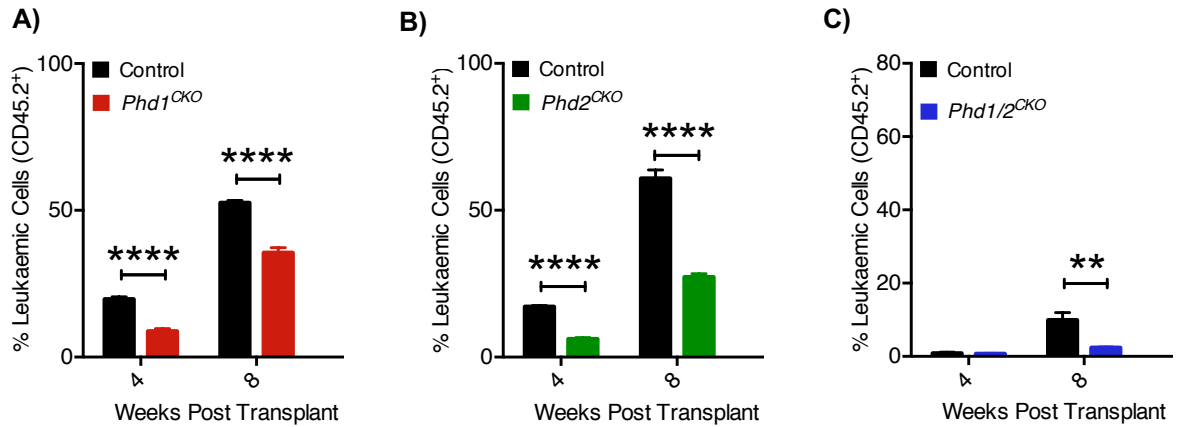 A)
% Leukaemic Cells (CD45.2⁺)
100
50
0
Control
Phd1ᶜᴷᴼ
****
****
4
8
Weeks Post Transplant
B)
% Leukaemic Cells (CD45.2⁺)
100
50
0
Control
Phd2ᶜᴷᴼ
****
****
4
8
Weeks Post Transplant
C)
% Leukaemic Cells (CD45.2⁺)
80
60
40
20
0
Control
Phd1/2ᶜᴷᴼ
**
4
8
Weeks Post Transplant